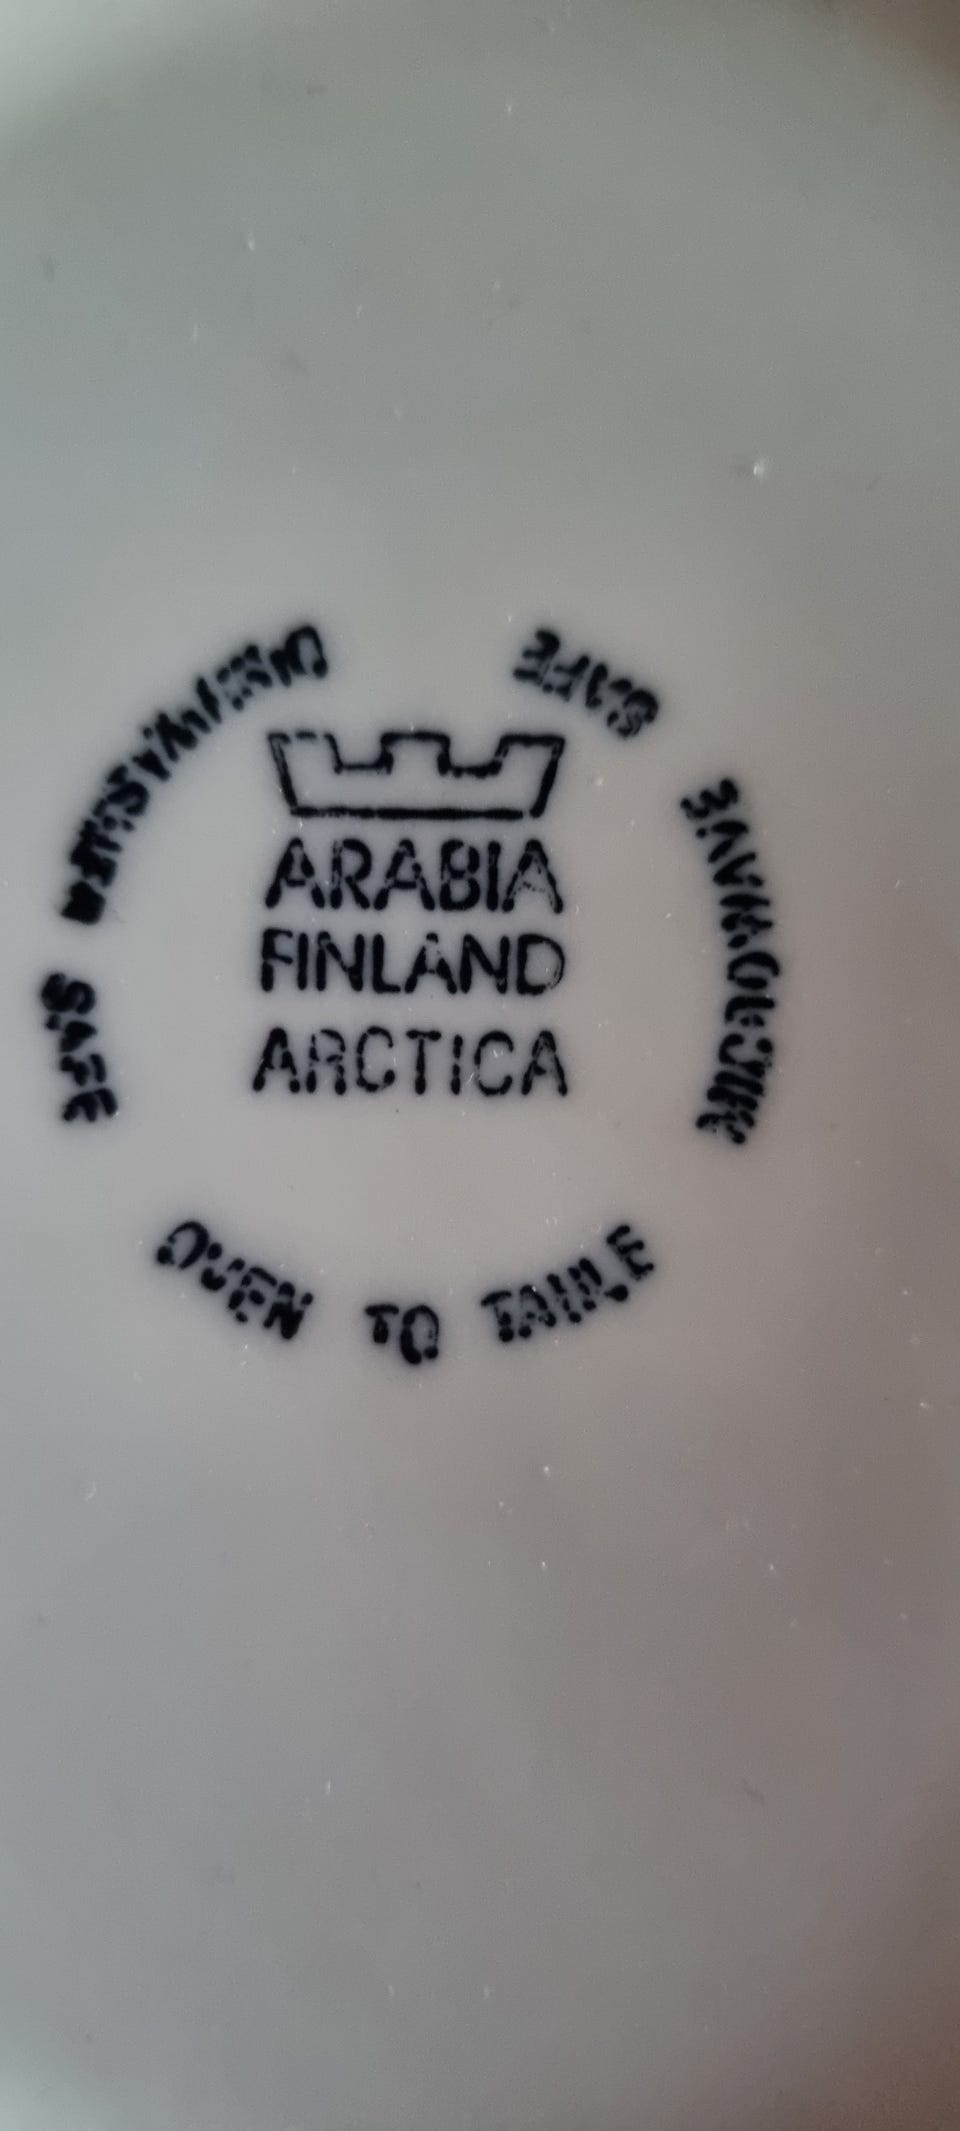 ARABIA
FINLAND
ARCTICA
DISHWASHER SAFE
OVEN TO TABLE
MICROWAVE SAFE